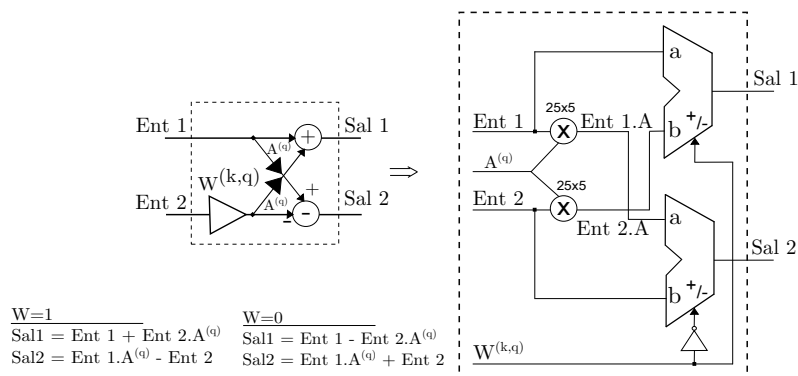 Ent 1
Sal 1
A^(q)
W^(k,q)
+
+
A^(q)
Ent 2
Sal 2
-
-
⇒
a
Sal 1
25x5
Ent 1
X
Ent 1.A
b
+/-
A^(q)
25x5
Ent 2
X
a
Ent 2.A
Sal 2
+/-
b
W^(k,q)
W=1
Sal1 = Ent 1 + Ent 2.A^(q)
Sal2 = Ent 1.A^(q) - Ent 2
W=0
Sal1 = Ent 1 - Ent 2.A^(q)
Sal2 = Ent 1.A^(q) + Ent 2